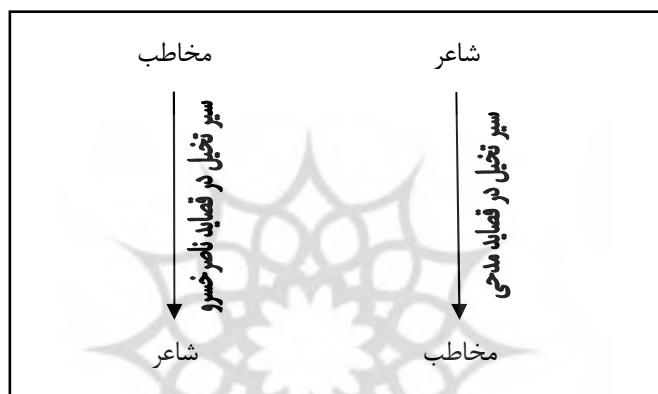 شاعر
سیر تخیل در قصاید مدحی
مخاطب
مخاطب
سیر تخیل در قصاید ناصرخسرو
شاعر